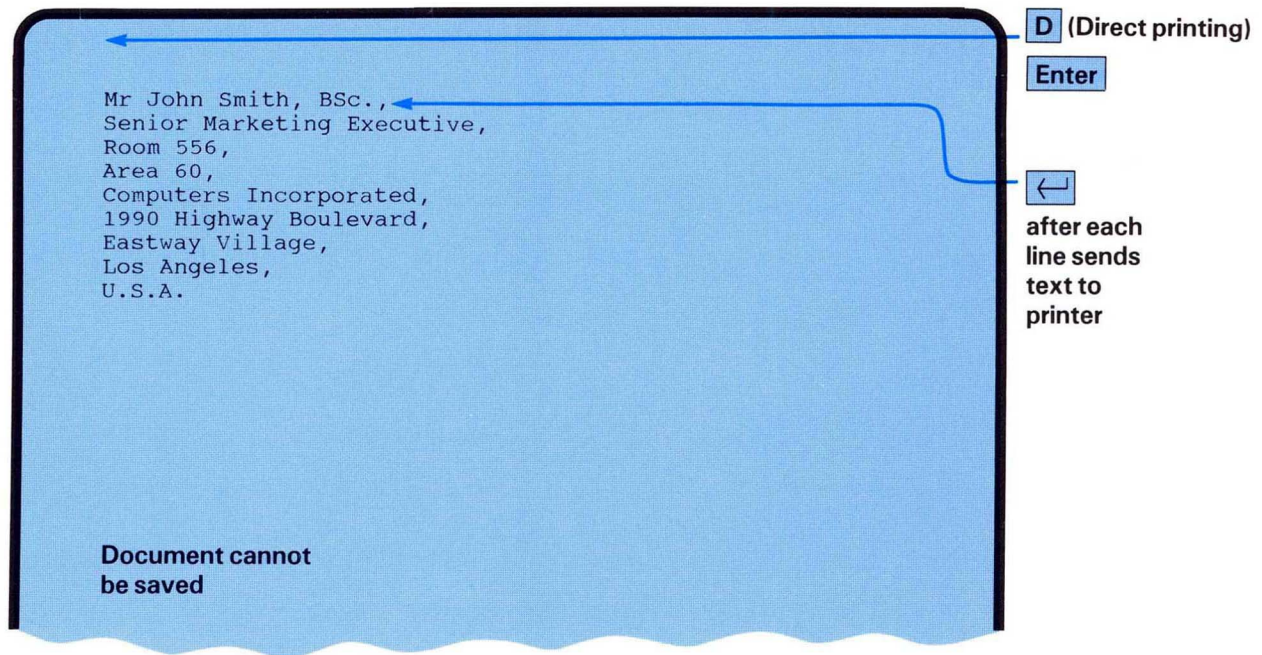 D (Direct printing)
Enter
Mr John Smith, BSc.,
Senior Marketing Executive,
Room 556,
Area 60,
Computers Incorporated,
1990 Highway Boulevard,
Eastway Village,
Los Angeles,
U.S.A.
←
after each
line sends
text to
printer
Document cannot
be saved